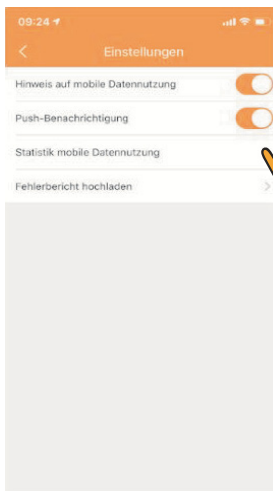 09:24
Einstellungen
Hinweis auf mobile Datennutzung
Push-Benachrichtigung
Statistik mobile Datennutzung
Fehlerbericht hochladen